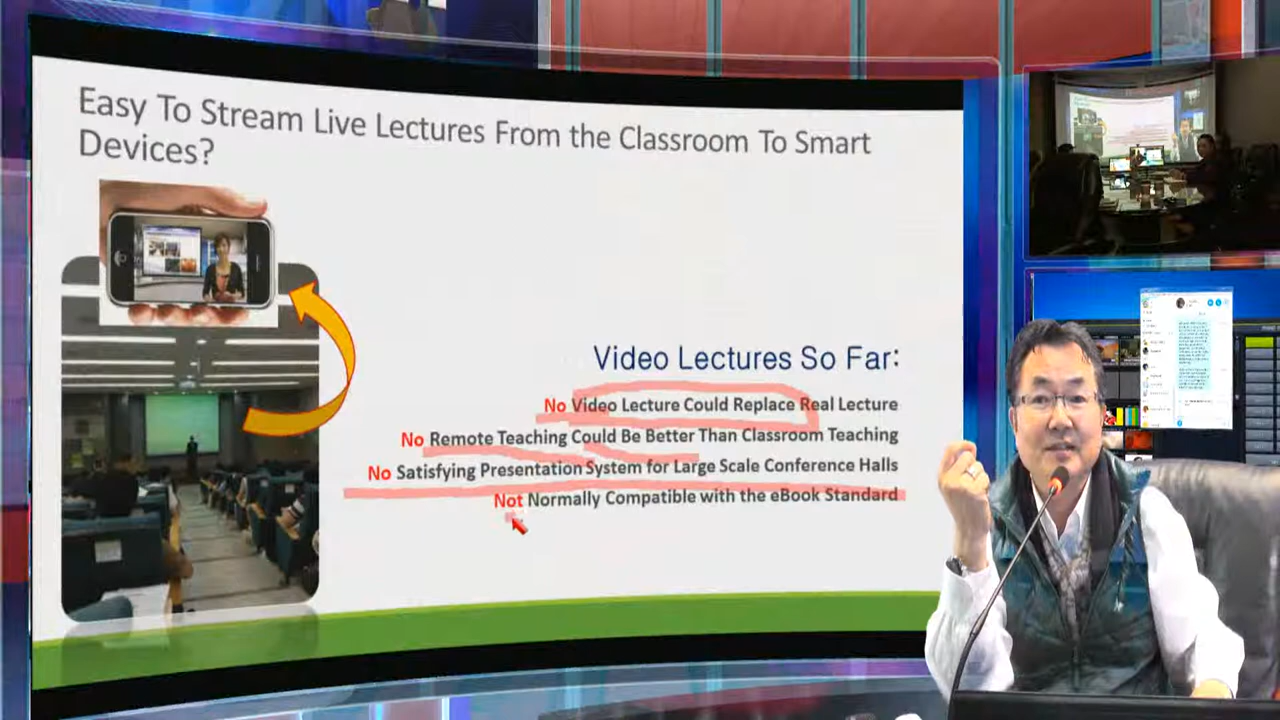 Easy To Stream Live Lectures From the Classroom To Smart
Devices?
Video Lectures So Far:
No Video Lecture Could Replace Real Lecture
No Remote Teaching Could Be Better Than Classroom Teaching
No Satisfying Presentation System for Large Scale Conference Halls
Not Normally Compatible with the eBook Standard